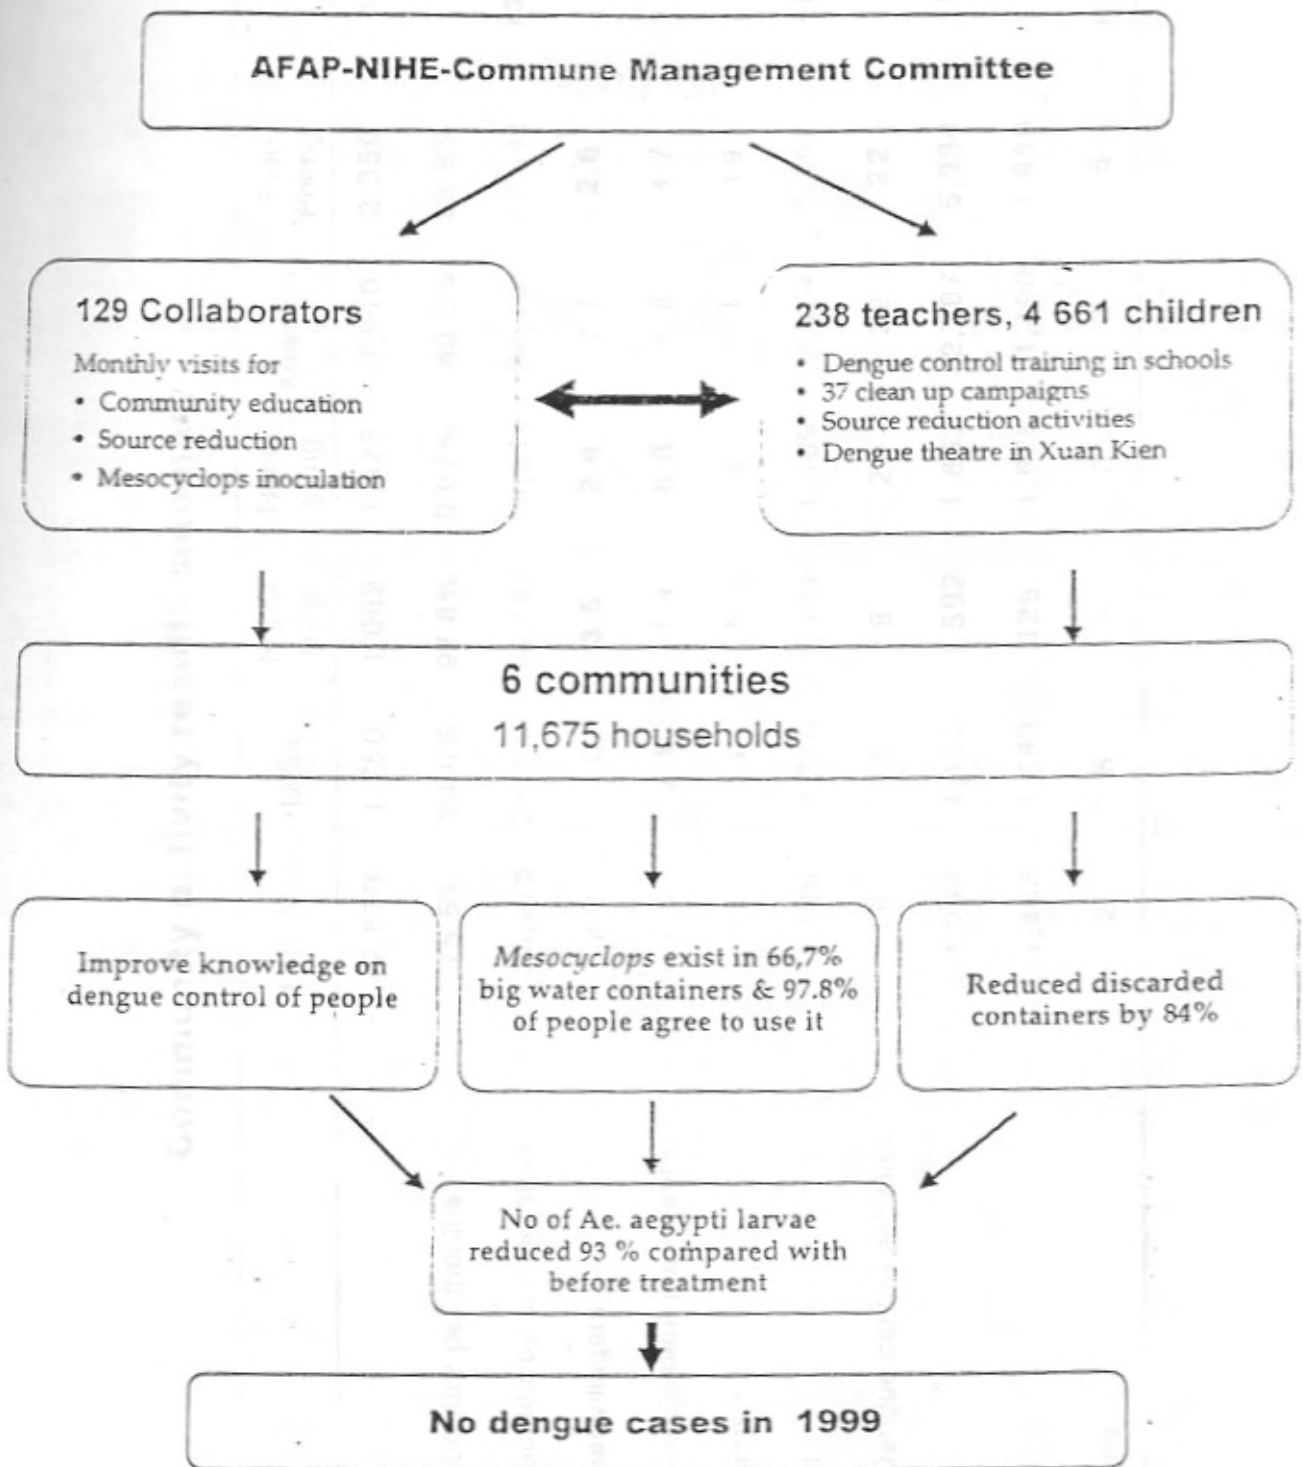 AFAP-NIHE-Commune Management Committee
129 Collaborators
Monthly visits for
• Community education
• Source reduction
• Mesocyclops inoculation
238 teachers, 4 661 children
• Dengue control training in schools
• 37 clean up campaigns
• Source reduction activities
• Dengue theatre in Xuan Kien
6 communities
11,675 households
Improve knowledge on
dengue control of people
Mesocyclops exist in 66,7%
big water containers & 97.8%
of people agree to use it
Reduced discarded
containers by 84%
No of Ae. aegypti larvae
reduced 93 % compared with
before treatment
No dengue cases in 1999